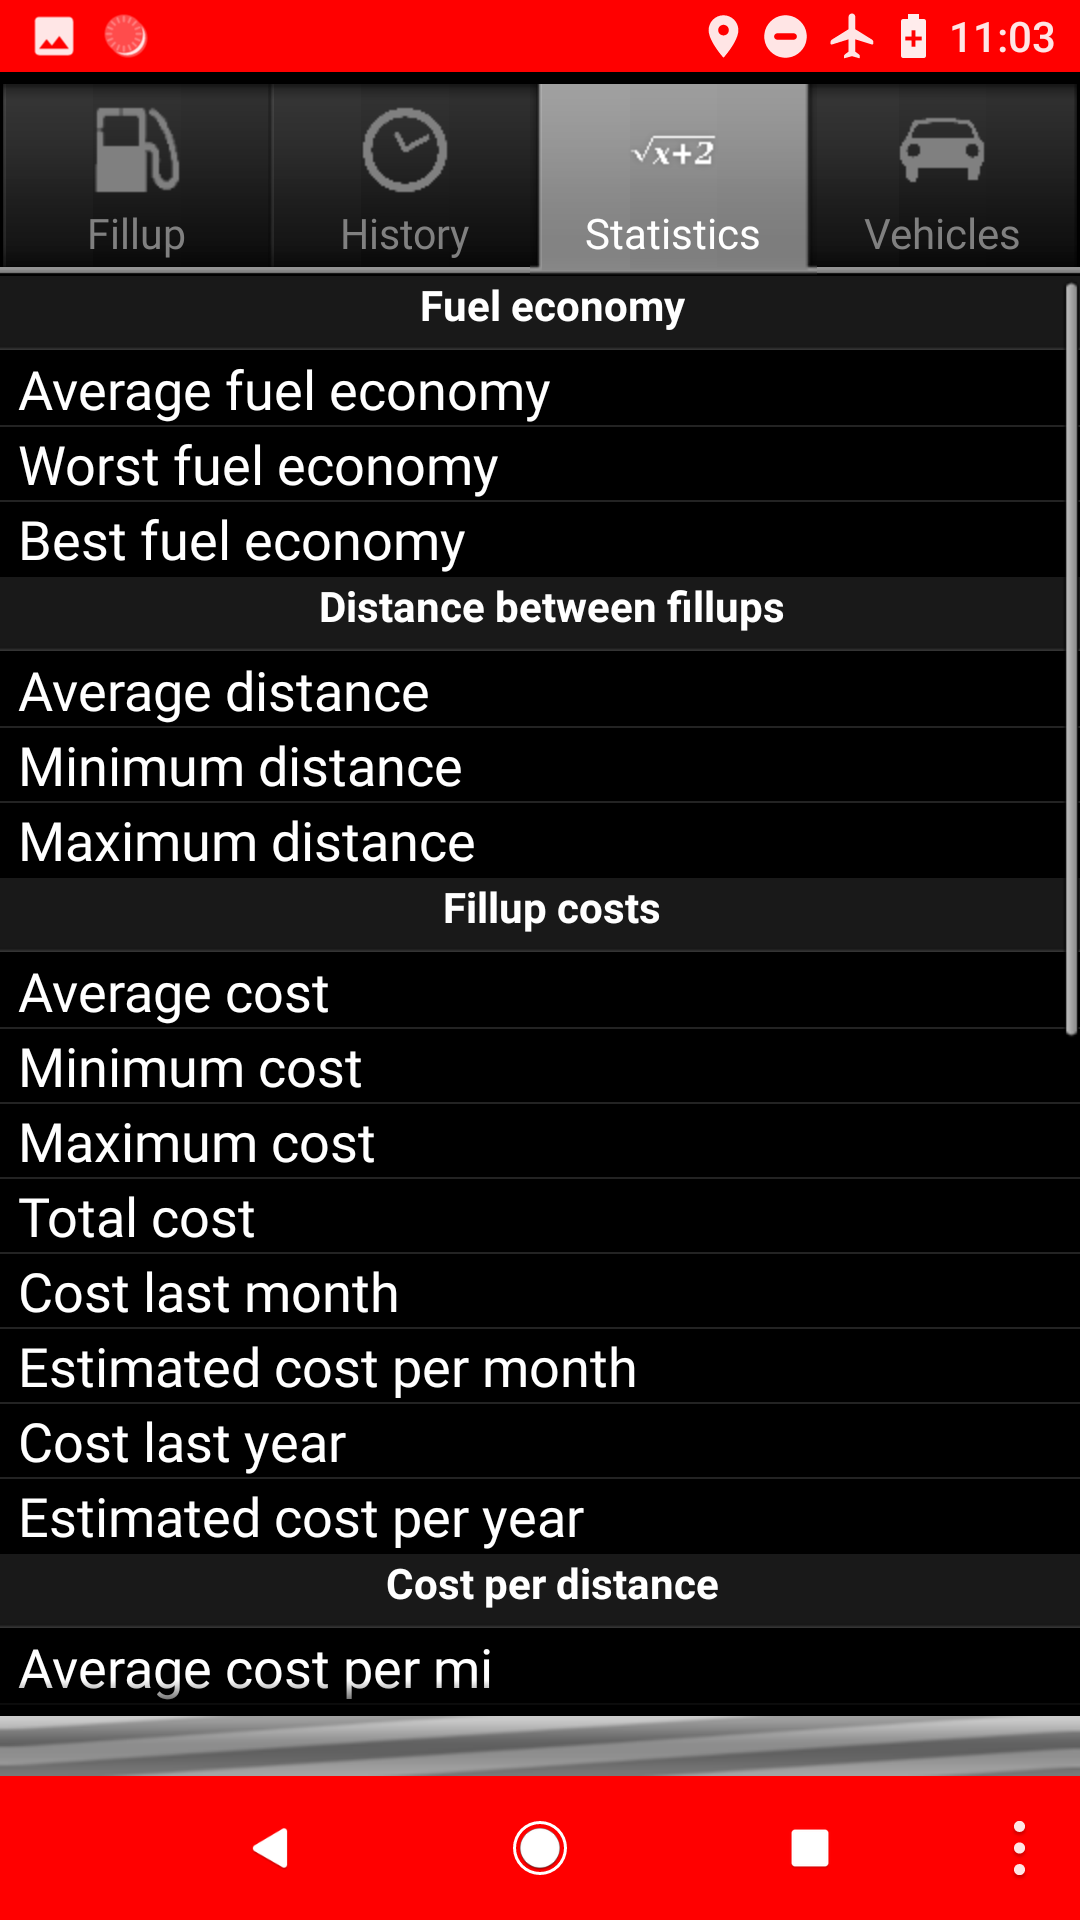 11:03
Fillup
History
√x+2
Statistics
Vehicles
Fuel economy
Average fuel economy
Worst fuel economy
Best fuel economy
Distance between fillups
Average distance
Minimum distance
Maximum distance
Fillup costs
Average cost
Minimum cost
Maximum cost
Total cost
Cost last month
Estimated cost per month
Cost last year
Estimated cost per year
Cost per distance
Average cost per mi